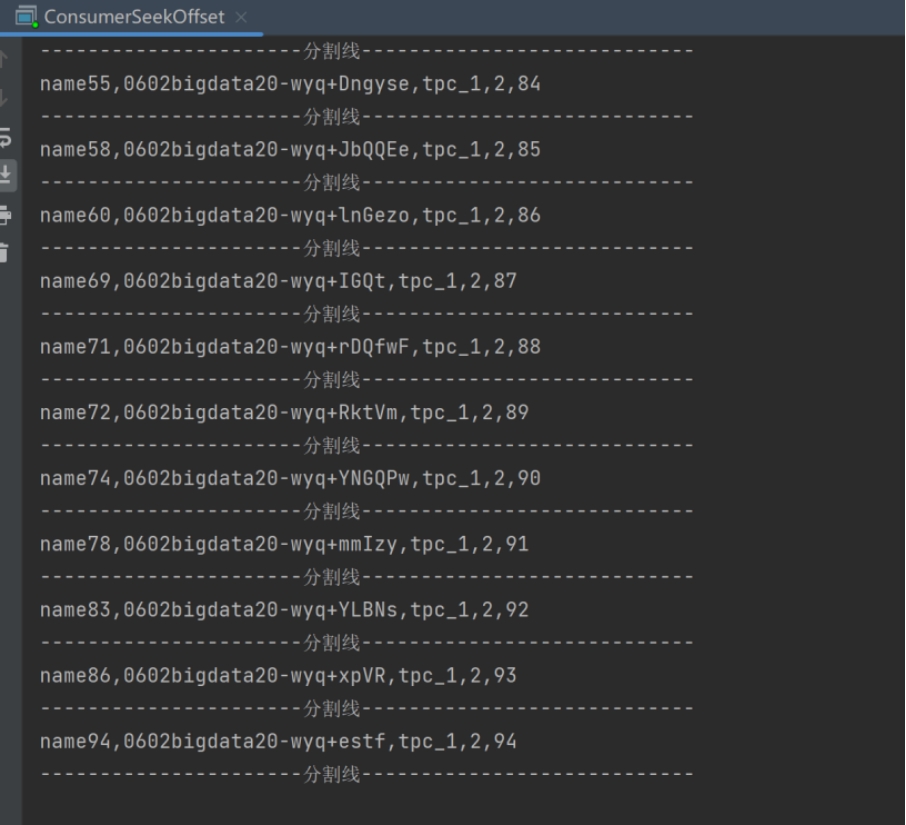 ConsumerSeekOffset ×
----------------------分割线----------------------------
name55,0602bigdata20-wyq+Dngyse,tpc_1,2,84
----------------------分割线----------------------------
name58,0602bigdata20-wyq+JbQQEe,tpc_1,2,85
----------------------分割线----------------------------
name60,0602bigdata20-wyq+lnGezo,tpc_1,2,86
----------------------分割线----------------------------
name69,0602bigdata20-wyq+IGQt,tpc_1,2,87
----------------------分割线----------------------------
name71,0602bigdata20-wyq+rDQfwF,tpc_1,2,88
----------------------分割线----------------------------
name72,0602bigdata20-wyq+RktVm,tpc_1,2,89
----------------------分割线----------------------------
name74,0602bigdata20-wyq+YNGQPw,tpc_1,2,90
----------------------分割线----------------------------
name78,0602bigdata20-wyq+mmIzy,tpc_1,2,91
----------------------分割线----------------------------
name83,0602bigdata20-wyq+YLBNs,tpc_1,2,92
----------------------分割线----------------------------
name86,0602bigdata20-wyq+xpVR,tpc_1,2,93
----------------------分割线----------------------------
name94,0602bigdata20-wyq+estf,tpc_1,2,94
----------------------分割线----------------------------